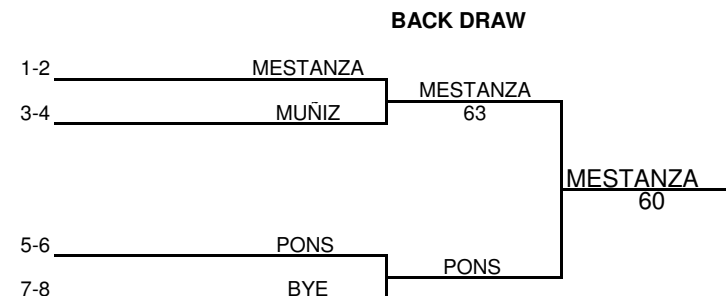 BACK DRAW
1-2 MESTANZA
MESTANZA
3-4 MUÑIZ
63
MESTANZA
60
5-6 PONS
PONS
7-8 BYE